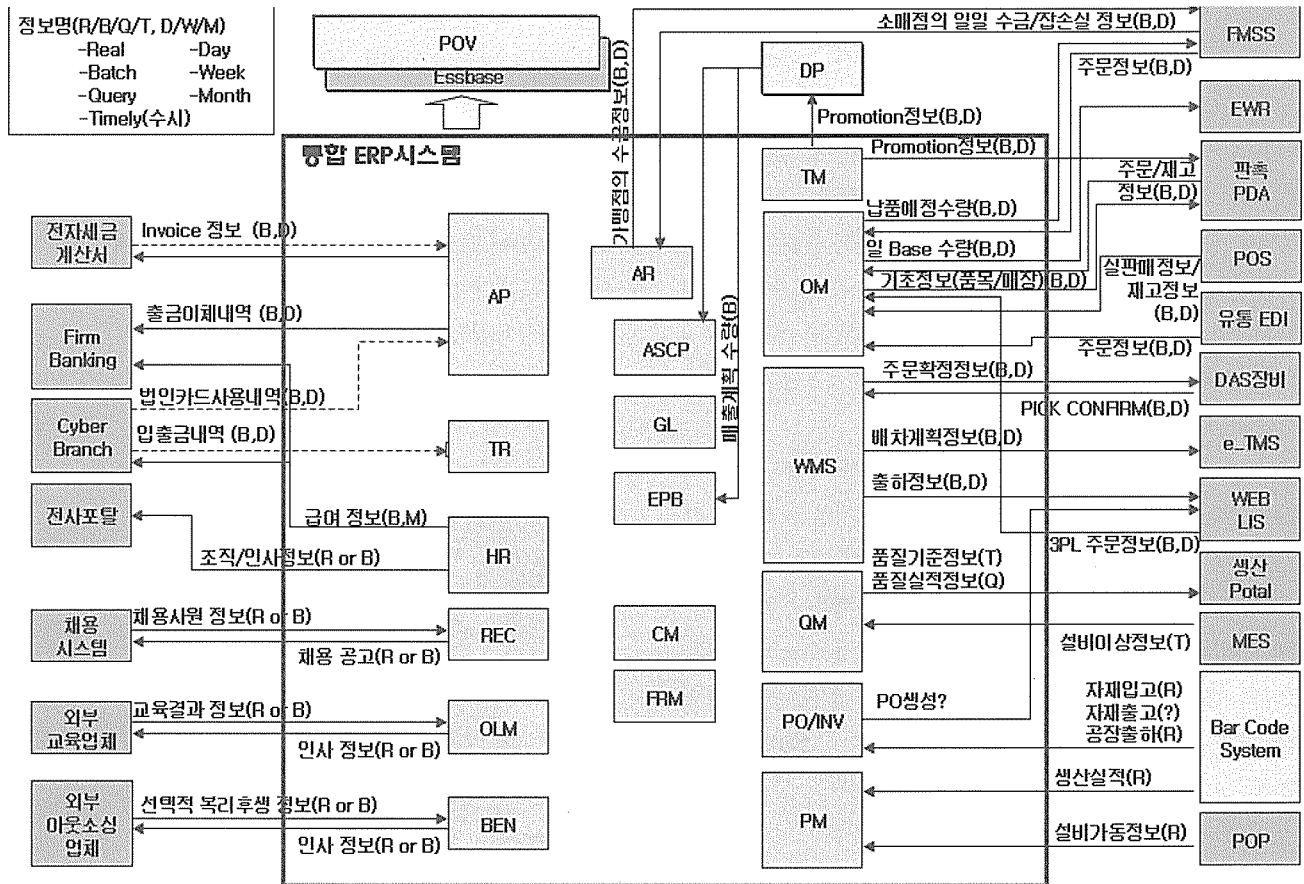 정보명(R/B/Q/T, D/W/M)
-Real -Day
-Batch -Week
-Query -Month
-Timely(수시)
POV
Essbase
통합 ERP시스템
DP
소매점의 일일 수금/잡손실 정보(B,D)
가맹점의 수금정보(B,D)
매출계획 수량(B)
Promotion정보(B,D)
Promotion정보(B,D)
FMSS
주문정보(B,D)
EWR
판촉
PDA
주문/재고
정보(B,D)
POS
유통 EDI
실판매정보/
재고정보
(B,D)
주문정보(B,D)
DAS장비
e_TMS
WEB
LIS
3PL 주문정보(B,D)
생산
Potal
MES
Bar Code
System
POP
TM
OM
납품예정수량(B,D)
일 Base 수량(B,D)
기초정보(품목/매장)(B,D)
WMS
주문확정정보(B,D)
PICK CONFIRM(B,D)
배차계획정보(B,D)
출하정보(B,D)
품질기준정보(T)
품질실적정보(Q)
QM
설비이상정보(T)
PO/INV
PO생성?
자재입고(R)
자재출고(?)
공장출하(R)
PM
생산실적(R)
설비가동정보(R)
AR
ASCP
GL
EPB
CM
FRM
전자세금
계산서
Invoice 정보 (B,D)
AP
Firm
Banking
출금이체내역 (B,D)
Cyber
Branch
법인카드사용내역(B,D)
입출금내역 (B,D)
TR
전사포탈
급여 정보(B,M)
조직/인사정보(R or B)
HR
채용
시스템
채용사원 정보(R or B)
채용 공고(R or B)
REC
외부
교육업체
교육결과 정보(R or B)
인사 정보(R or B)
OLM
외부
아웃소싱
업체
선택적 복리후생 정보(R or B)
인사 정보(R or B)
BEN